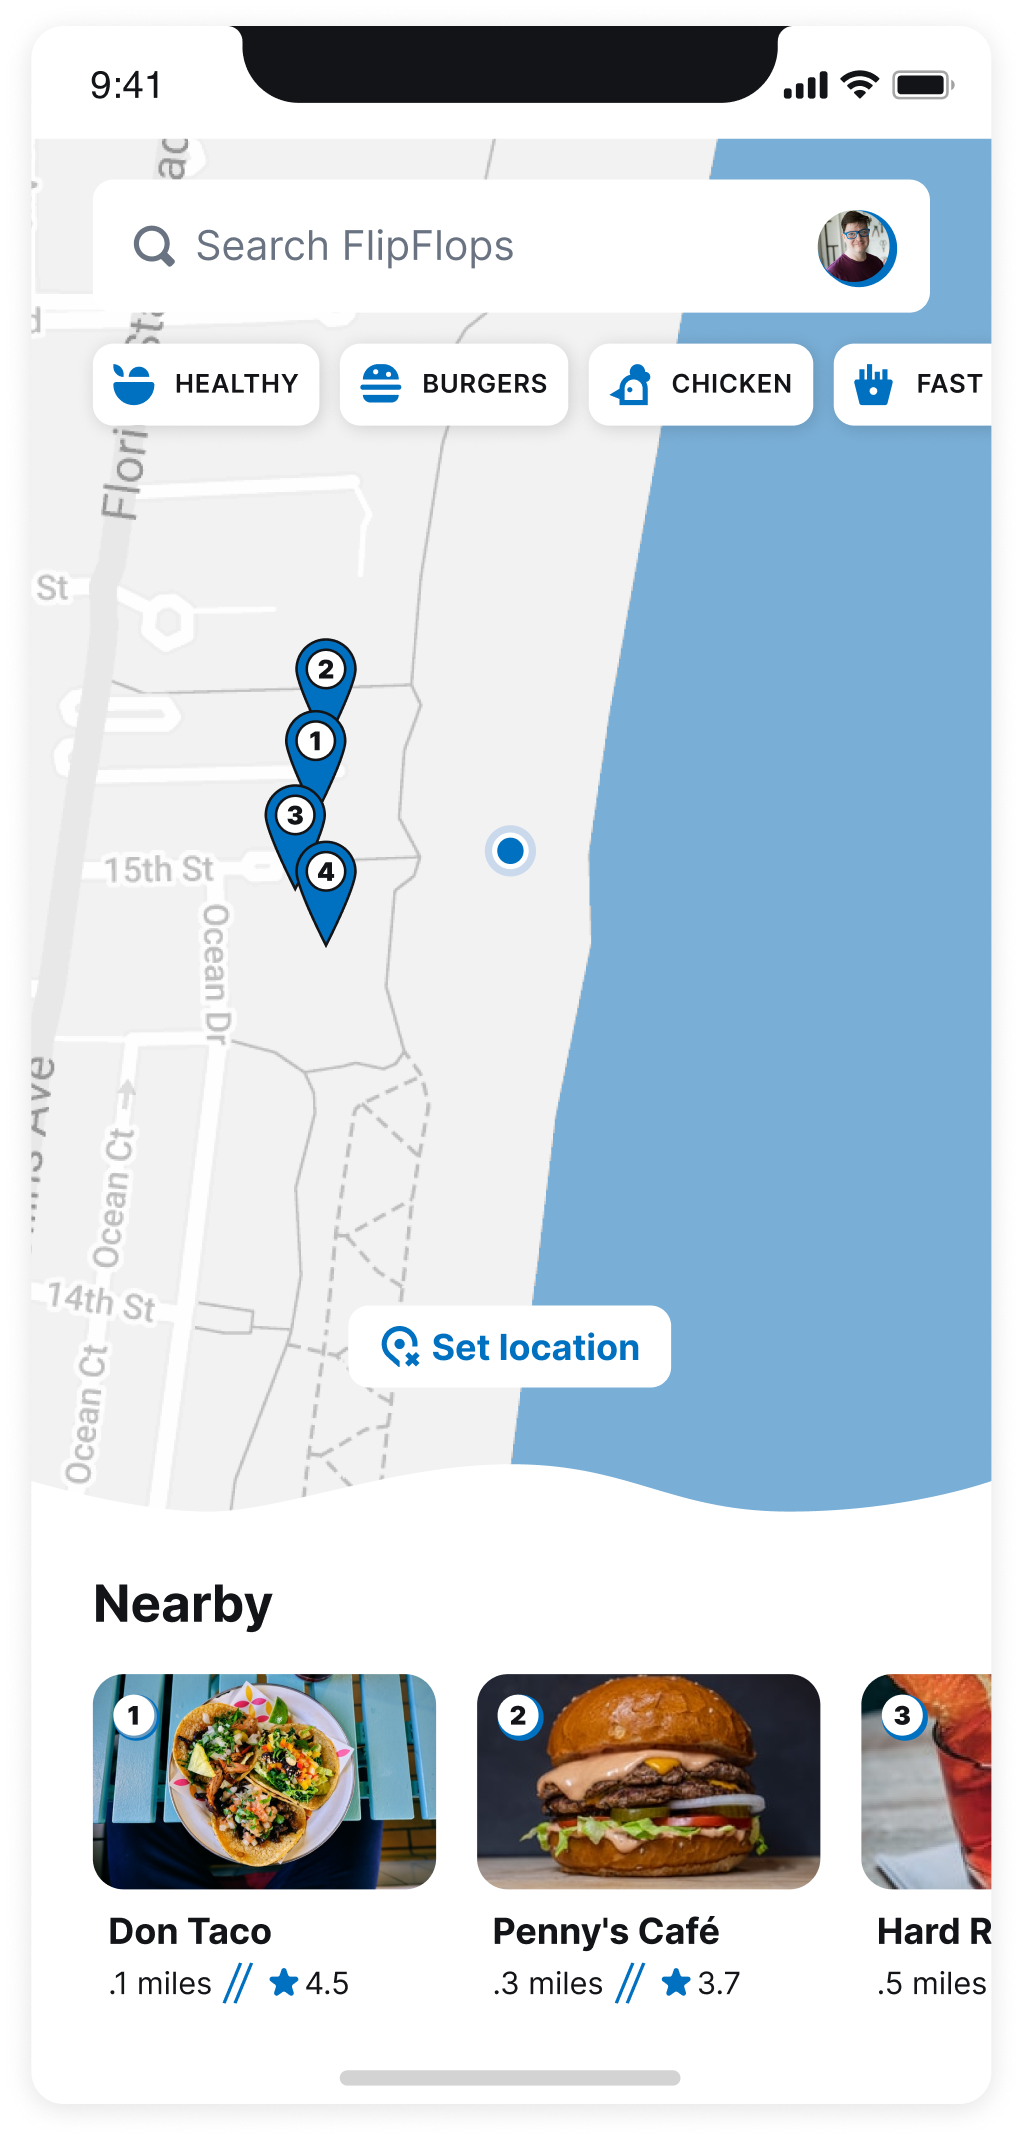 9:41
Search FlipFlops
HEALTHY
BURGERS
CHICKEN
FAST
Flori
St
2
1
3
4
15th St
Ocean Dr
Ave
Ocean Ct
14th St
Ocean Ct
Set location
Nearby
1
2
3
Don Taco
Penny's Café
Hard R
.1 miles // 4.5
.3 miles // 3.7
.5 miles